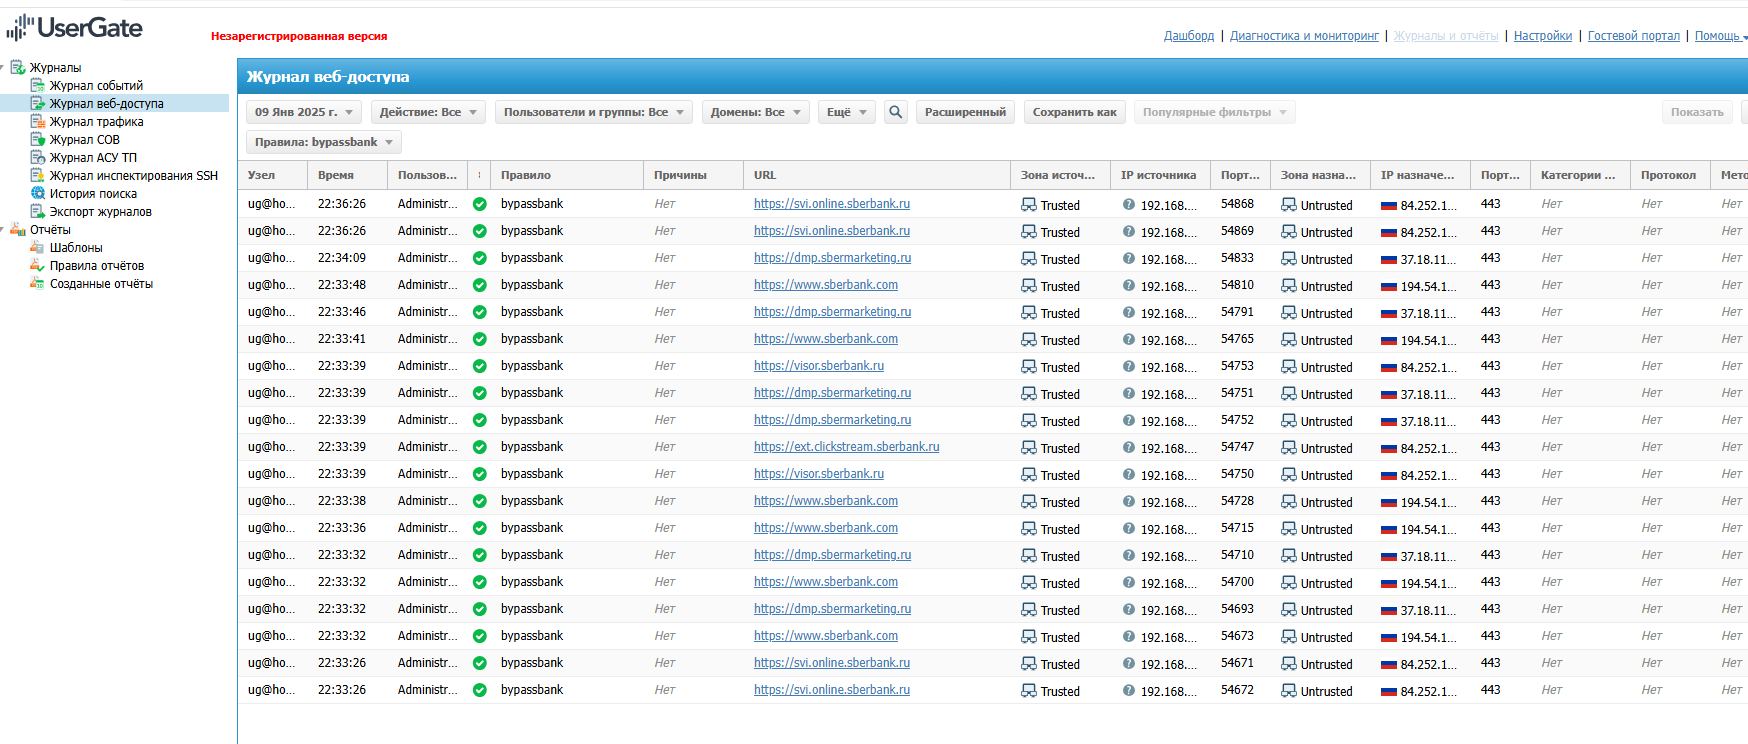 UserGate
Незарегистрированная версия
Дашборд | Диагностика и мониторинг | Журналы и отчёты | Настройки | Гостевой портал | Помощь
Журналы
Журнал событий
Журнал веб-доступа
Журнал трафика
Журнал СОВ
Журнал АСУ ТП
Журнал инспектирования SSH
История поиска
Экспорт журналов
Отчёты
Шаблоны
Правила отчётов
Созданные отчёты
Журнал веб-доступа
09 Янв 2025 г. Действие: Все Пользователи и группы: Все Домены: Все Ещё Расширенный Сохранить как Популярные фильтры Показать
Правила: bypassbank
Узел Время Пользов... Правило Причины URL Зона источ... IP источника Порт... Зона назна... IP назначе... Порт... Категории ... Протокол Мето
ug@ho... 22:36:26 Administr... bypassbank Нет https://svi.online.sberbank.ru Trusted 192.168.... 54868 Untrusted 84.252.1... 443 Нет Нет Нет
ug@ho... 22:36:26 Administr... bypassbank Нет https://svi.online.sberbank.ru Trusted 192.168.... 54869 Untrusted 84.252.1... 443 Нет Нет Нет
ug@ho... 22:34:09 Administr... bypassbank Нет https://dmp.sbermarketing.ru Trusted 192.168.... 54833 Untrusted 37.18.11... 443 Нет Нет Нет
ug@ho... 22:33:48 Administr... bypassbank Нет https://www.sberbank.com Trusted 192.168.... 54810 Untrusted 194.54.1... 443 Нет Нет Нет
ug@ho... 22:33:46 Administr... bypassbank Нет https://dmp.sbermarketing.ru Trusted 192.168.... 54791 Untrusted 37.18.11... 443 Нет Нет Нет
ug@ho... 22:33:41 Administr... bypassbank Нет https://www.sberbank.com Trusted 192.168.... 54765 Untrusted 194.54.1... 443 Нет Нет Нет
ug@ho... 22:33:39 Administr... bypassbank Нет https://visor.sberbank.ru Trusted 192.168.... 54753 Untrusted 84.252.1... 443 Нет Нет Нет
ug@ho... 22:33:39 Administr... bypassbank Нет https://dmp.sbermarketing.ru Trusted 192.168.... 54751 Untrusted 37.18.11... 443 Нет Нет Нет
ug@ho... 22:33:39 Administr... bypassbank Нет https://dmp.sbermarketing.ru Trusted 192.168.... 54752 Untrusted 37.18.11... 443 Нет Нет Нет
ug@ho... 22:33:39 Administr... bypassbank Нет https://ext.clickstream.sberbank.ru Trusted 192.168.... 54747 Untrusted 84.252.1... 443 Нет Нет Нет
ug@ho... 22:33:39 Administr... bypassbank Нет https://visor.sberbank.ru Trusted 192.168.... 54750 Untrusted 84.252.1... 443 Нет Нет Нет
ug@ho... 22:33:38 Administr... bypassbank Нет https://www.sberbank.com Trusted 192.168.... 54728 Untrusted 194.54.1... 443 Нет Нет Нет
ug@ho... 22:33:36 Administr... bypassbank Нет https://www.sberbank.com Trusted 192.168.... 54715 Untrusted 194.54.1... 443 Нет Нет Нет
ug@ho... 22:33:32 Administr... bypassbank Нет https://dmp.sbermarketing.ru Trusted 192.168.... 54710 Untrusted 37.18.11... 443 Нет Нет Нет
ug@ho... 22:33:32 Administr... bypassbank Нет https://www.sberbank.com Trusted 192.168.... 54700 Untrusted 194.54.1... 443 Нет Нет Нет
ug@ho... 22:33:32 Administr... bypassbank Нет https://dmp.sbermarketing.ru Trusted 192.168.... 54693 Untrusted 37.18.11... 443 Нет Нет Нет
ug@ho... 22:33:32 Administr... bypassbank Нет https://www.sberbank.com Trusted 192.168.... 54673 Untrusted 194.54.1... 443 Нет Нет Нет
ug@ho... 22:33:26 Administr... bypassbank Нет https://svi.online.sberbank.ru Trusted 192.168.... 54671 Untrusted 84.252.1... 443 Нет Нет Нет
ug@ho... 22:33:26 Administr... bypassbank Нет https://svi.online.sberbank.ru Trusted 192.168.... 54672 Untrusted 84.252.1... 443 Нет Нет Нет